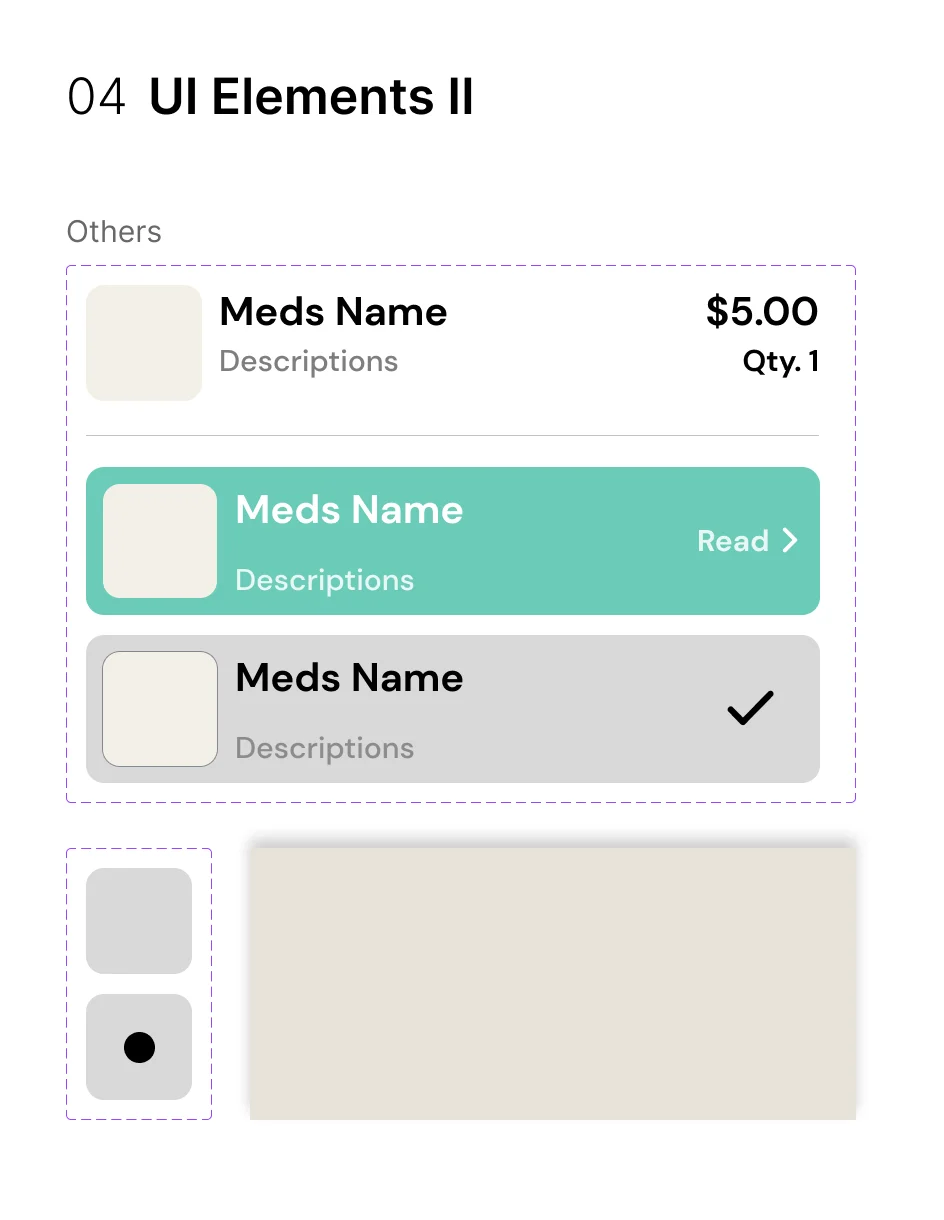 04 UI Elements II
Others
Meds Name $5.00
Descriptions Qty. 1
Meds Name
Read
Descriptions
Meds Name
Descriptions